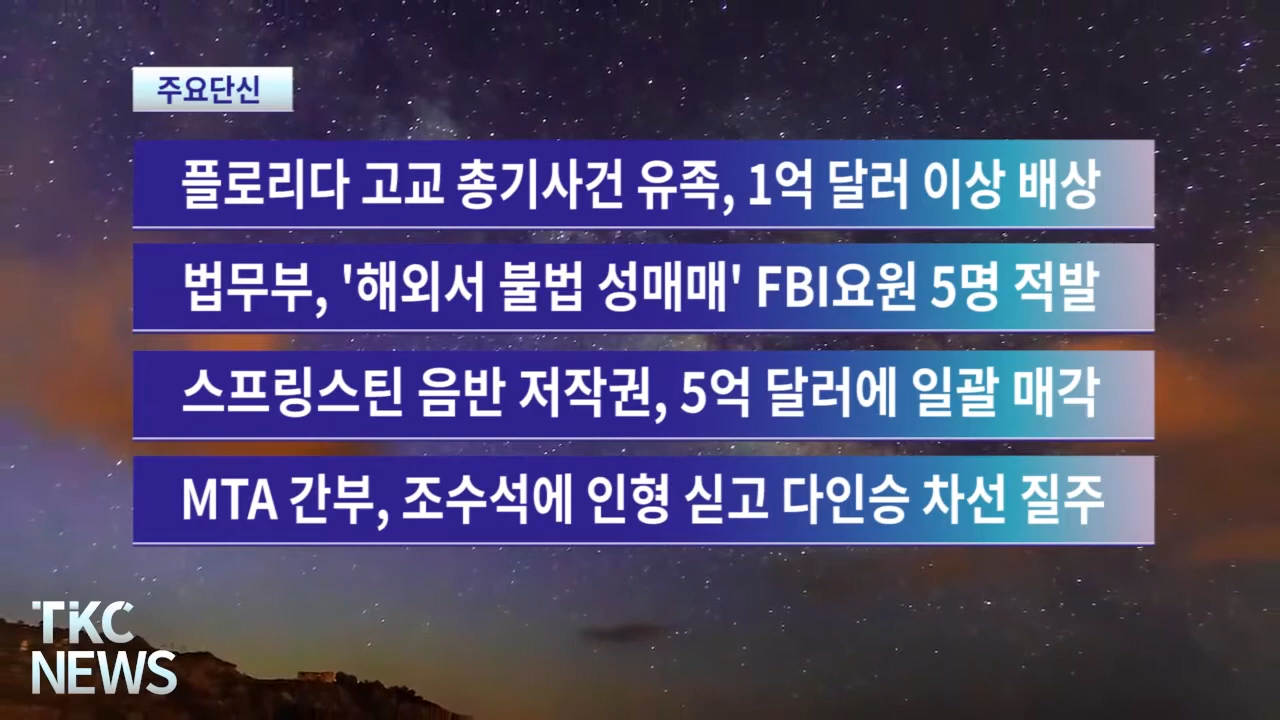 주요단신
플로리다 고교 총기사건 유족, 1억 달러 이상 배상
법무부, '해외서 불법 성매매' FBI요원 5명 적발
스프링스틴 음반 저작권, 5억 달러에 일괄 매각
MTA 간부, 조수석에 인형 싣고 다인승 차선 질주
TKC
NEWS